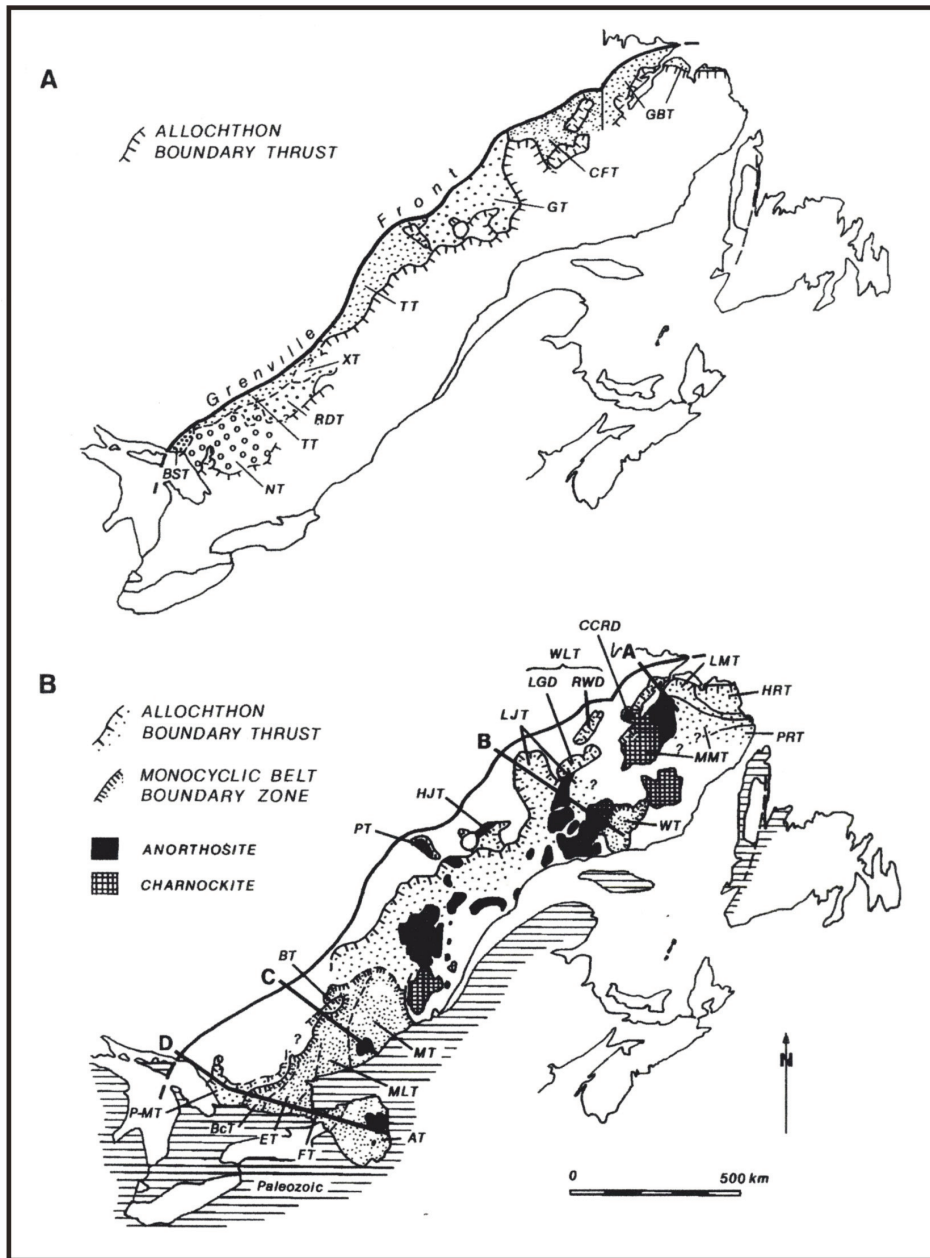 A
ALLOCHTHON
BOUNDARY THRUST
Grenville Front
GBT
CFT
GT
TT
XT
RDT
TT
BST
NT
B
ALLOCHTHON
BOUNDARY THRUST
MONOCYCLIC BELT
BOUNDARY ZONE
ANORTHOSITE
CHARNOCKITE
CCRD
WLT
A
LMT
LGD RWD
HRT
LJT
B
PRT
?
?
?
MMT
?
HJT
WT
PT
BT
C
?
MT
D
MLT
P-MT
BcT
ET
FT
AT
Paleozoic
N
0 500 km